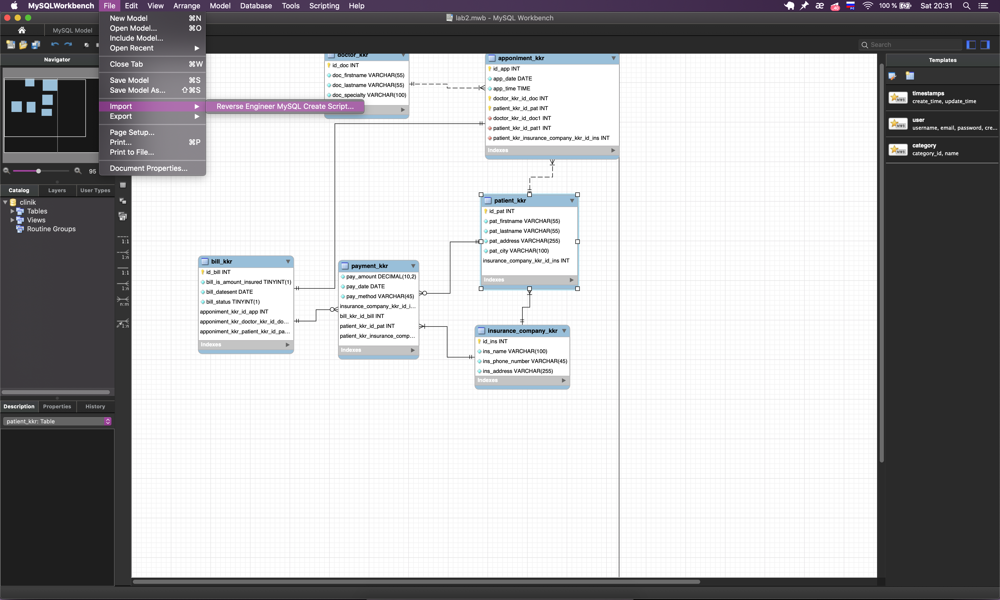 MySQLWorkbench File Edit View Arrange Model Database Tools Scripting Help
..40
PC
100 % Sat 20:31
lab2.mwb - MySQL Workbench
MySQL Model
New Model ⌘N
Open Model... ⌘O
Include Model...
Open Recent
Close Tab ⌘W
Save Model ⌘S
Save Model As... ⇧⌘S
Import
Reverse Engineer MySQL Create Script...
Export
Page Setup...
Print... ⌘P
Print to File...
Document Properties...
Search
Navigator
95
Catalog Layers User Types
clinik
Tables
Views
Routine Groups
Description Properties History
patient_kkr: Table
1:1
1:n
1:1
1:n
n:m
1:n
doctor_kkr
id_doc INT
doc_firstname VARCHAR(55)
doc_lastname VARCHAR(55)
doc_specialty VARCHAR(100)
apponiment_kkr
id_app INT
app_date DATE
app_time TIME
doctor_kkr_id_doc INT
patient_kkr_id_pat INT
doctor_kkr_id_doc1 INT
patient_kkr_id_pat1 INT
patient_kkr_insurance_company_kkr_id_ins INT
Indexes
patient_kkr
id_pat INT
pat_firstname VARCHAR(55)
pat_lastname VARCHAR(55)
pat_address VARCHAR(255)
pat_city VARCHAR(100)
insurance_company_kkr_id_ins INT
Indexes
bill_kkr
id_bill INT
bill_is_amount_insured TINYINT(1)
bill_datesent DATE
bill_status TINYINT(1)
apponiment_kkr_id_app INT
apponiment_kkr_doctor_kkr_id_do...
apponiment_kkr_patient_kkr_id_pa...
Indexes
payment_kkr
pay_amount DECIMAL(10,2)
pay_date DATE
pay_method VARCHAR(45)
insurance_company_kkr_id_i...
bill_kkr_id_bill INT
patient_kkr_id_pat INT
patient_kkr_insurance_comp...
Indexes
insurance_company_kkr
id_ins INT
ins_name VARCHAR(100)
ins_phone_number VARCHAR(45)
ins_address VARCHAR(255)
Indexes
Templates
MWB
timestamps
create_time, update_time
MWB
user
username, email, password, cre...
MWB
category
category_id, name